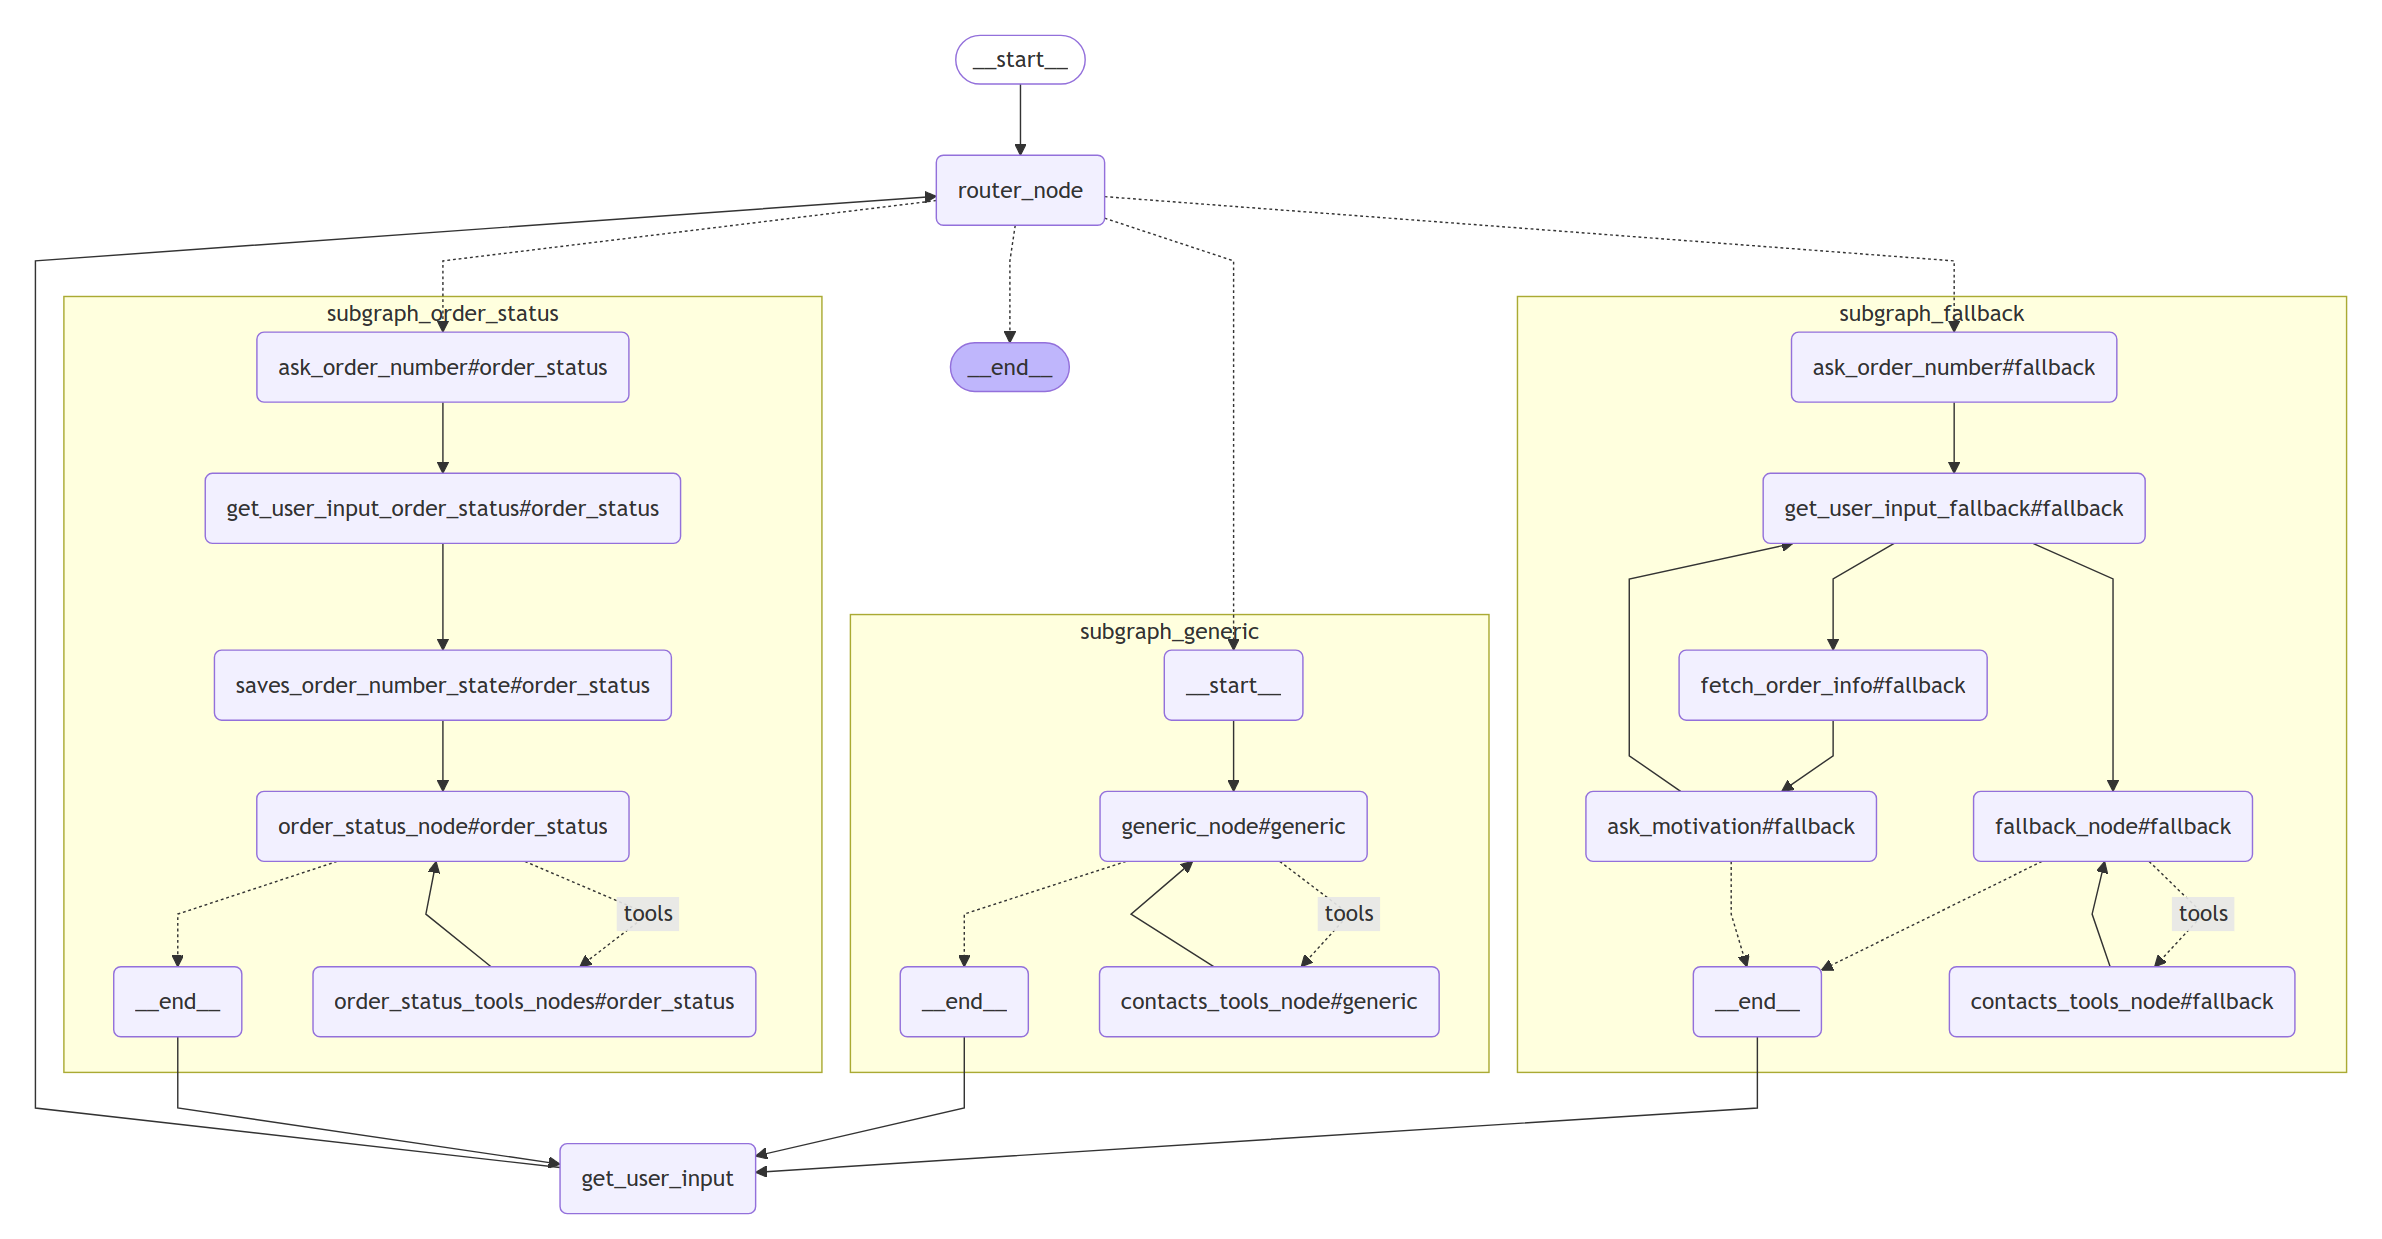 __start__
router_node
subgraph_order_status
subgraph_fallback
ask_order_number#order_status
__end__
ask_order_number#fallback
get_user_input_order_status#order_status
get_user_input_fallback#fallback
subgraph_generic
saves_order_number_state#order_status
__start__
fetch_order_info#fallback
order_status_node#order_status
generic_node#generic
ask_motivation#fallback
fallback_node#fallback
tools
tools
tools
__end__
order_status_tools_nodes#order_status
__end__
contacts_tools_node#generic
__end__
contacts_tools_node#fallback
get_user_input